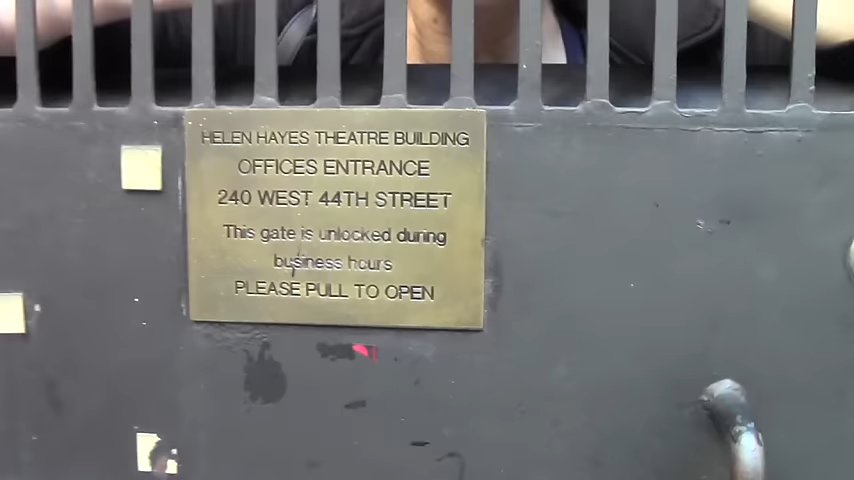 HELEN HAYES THEATRE BUILDING
OFFICES ENTRANCE
240 WEST 44TH STREET
This gate is unlocked during
business hours
PLEASE PULL TO OPEN